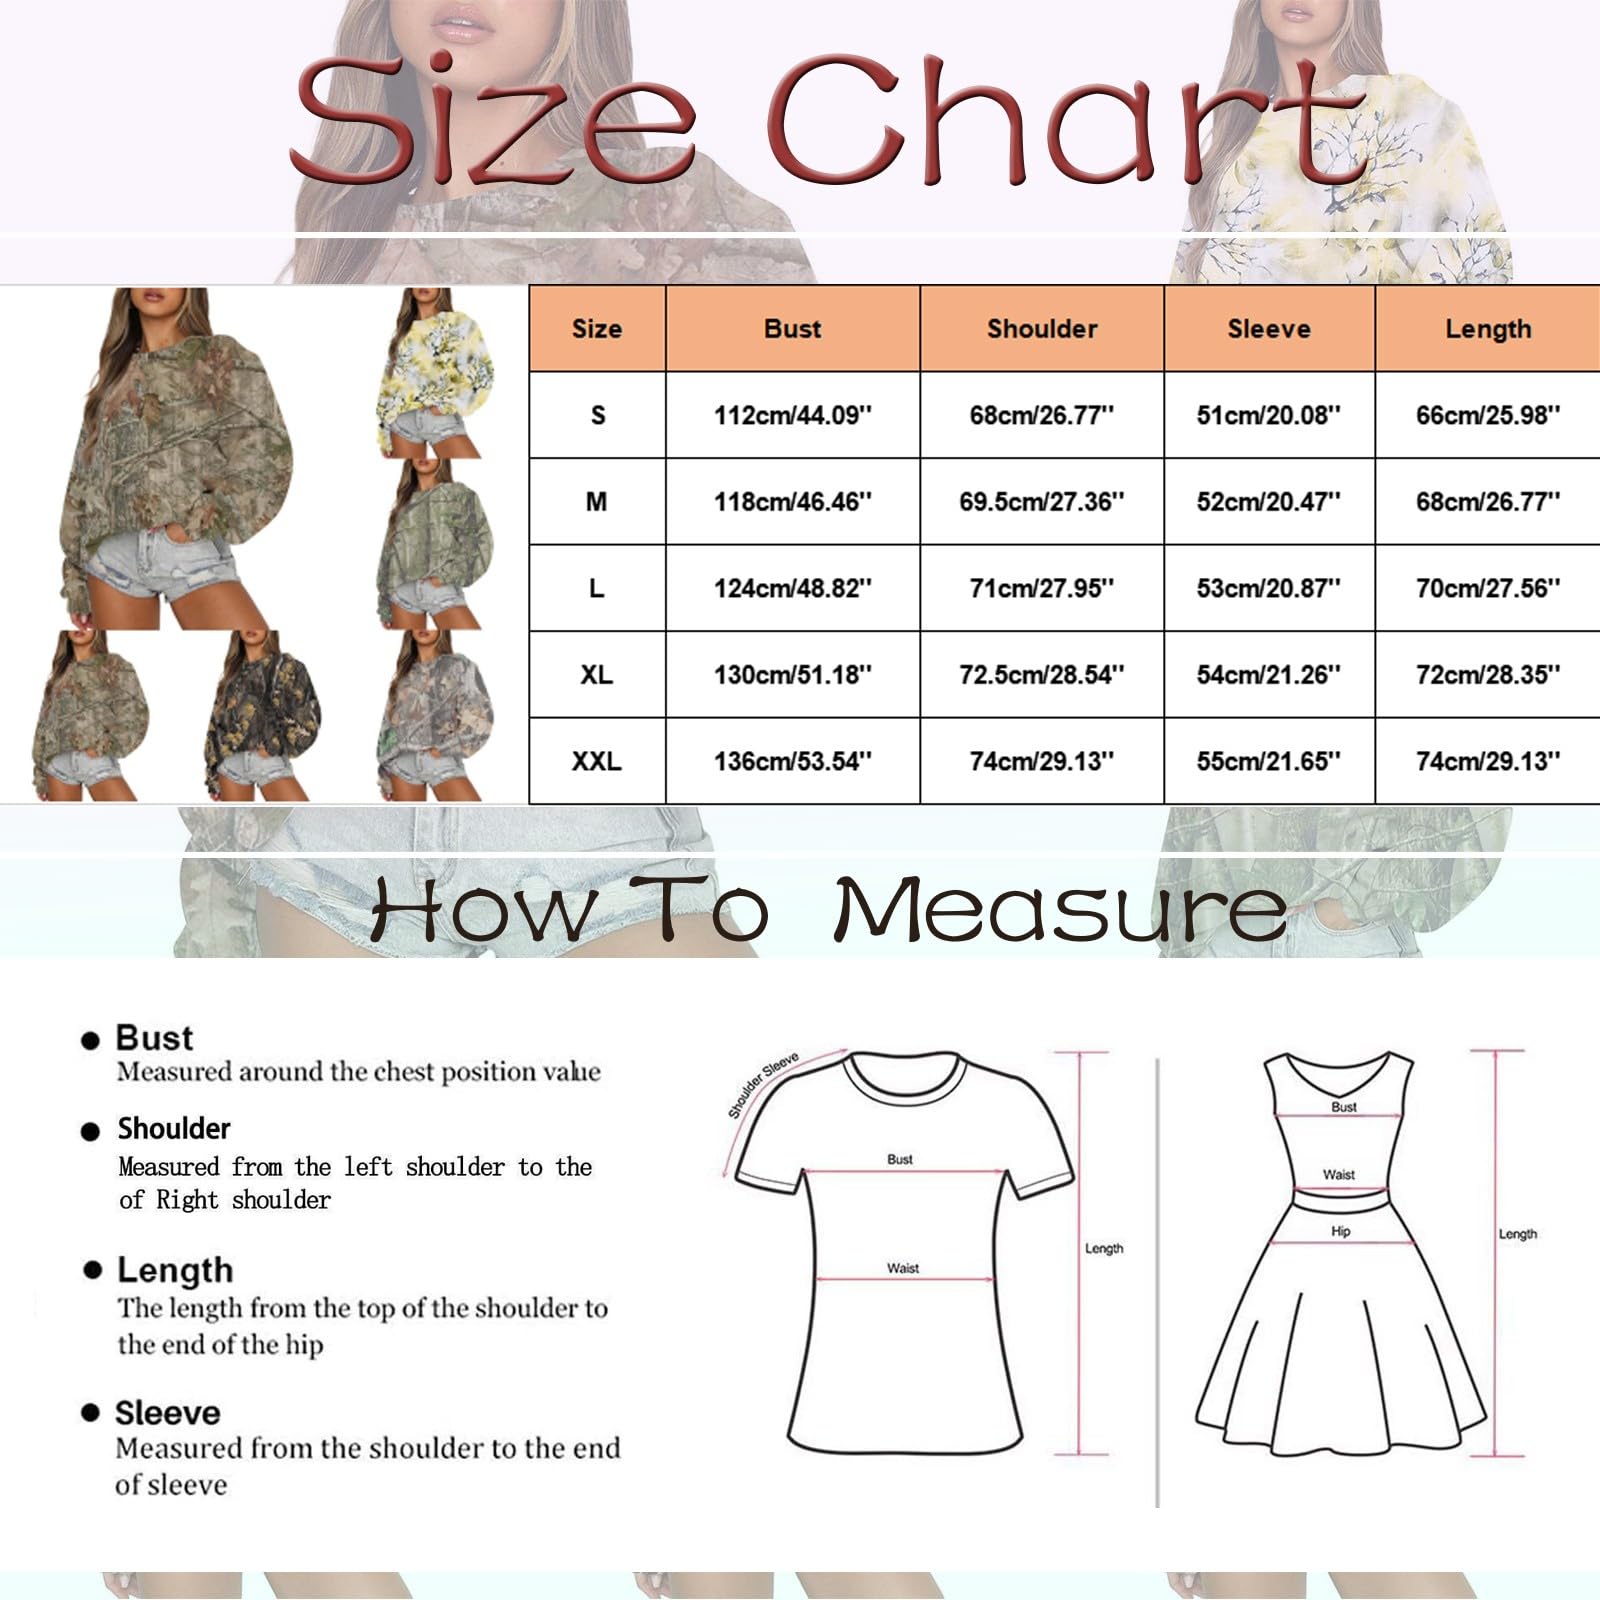 Size Chart
Size Bust Shoulder Sleeve Length
S 112cm/44.09'' 68cm/26.77'' 51cm/20.08'' 66cm/25.98''
M 118cm/46.46'' 69.5cm/27.36'' 52cm/20.47'' 68cm/26.77''
L 124cm/48.82'' 71cm/27.95'' 53cm/20.87'' 70cm/27.56''
XL 130cm/51.18'' 72.5cm/28.54'' 54cm/21.26'' 72cm/28.35''
XXL 136cm/53.54'' 74cm/29.13'' 55cm/21.65'' 74cm/29.13''
How To Measure
Bust
Measured around the chest position value
Shoulder
Measured from the left shoulder to the
of Right shoulder
Length
The length from the top of the shoulder to
the end of the hip
Sleeve
Measured from the shoulder to the end
of sleeve
Shoulder Sleeve
Bust
Waist
Length
Bust
Waist
Hip
Length